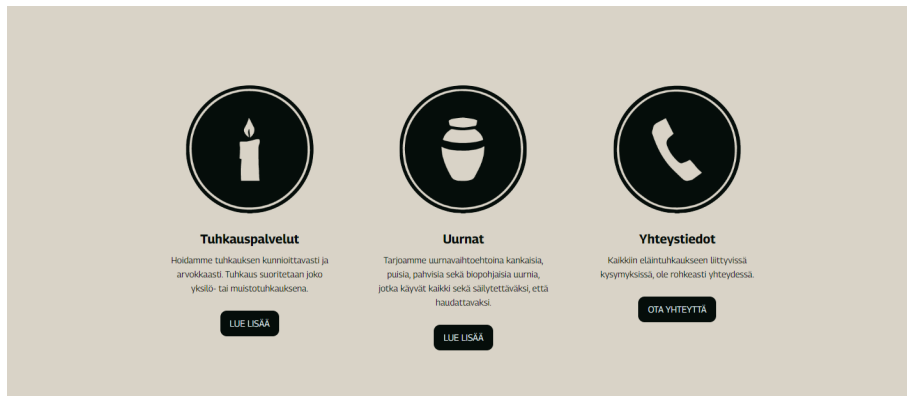 Tuhkauspalvelut
Hoidamme tuhkauksen kunnioittavasti ja
arvokkaasti. Tuhkaus suoritetaan joko
yksilö- tai muistotuhkauksena.
LUE LISÄÄ
Uurnat
Tarjoamme uurnavaihtoehtoina kankaisia,
puisia, pahvisia sekä biopohjaisia uurnia,
jotka käyvät kaikki sekä säilytettäväksi, että
haudattavaksi.
LUE LISÄÄ
Yhteystiedot
Kaikkiin eläintuhkaukseen liittyvissä
kysymyksissä, ole rohkeasti yhteydessä.
OTA YHTEYTTÄ